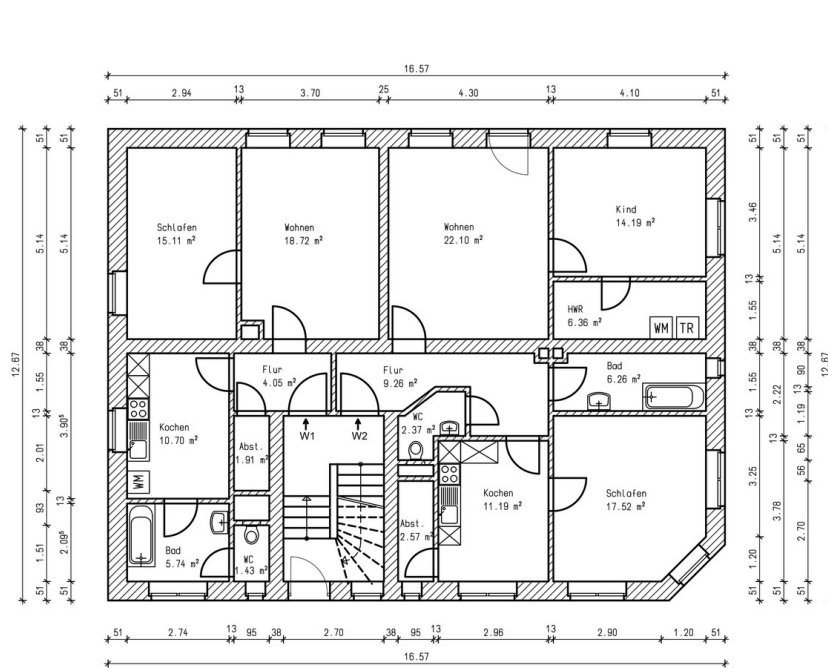 16.57
51 2.94 13 3.70 25 4.30 13 4.10 51
51 51 51 51 51
5.14 5.14 3.46 5.14 5.14
Schlafen
15.11 m²
Wohnen
18.72 m²
Wohnen
22.10 m²
Kind
14.19 m²
13
1.55
HWR
6.36 m²
WM TR
38 38 38 38 38
12.67 12.67
1.55 3.90⁵ 1.55 2.22 90
Flur
4.05 m²
Flur
9.26 m²
Bad
6.26 m²
13 13 13
1.19
Kochen
10.70 m²
WC
2.37 m²
W1 W2
2.01 13 65
Abst.
1.91 m²
WM
56
Kochen
11.19 m²
Schlafen
17.52 m²
3.25 3.78 2.70
93 13
Abst.
2.57 m²
1.51 2.09⁵ 1.20
Bad
5.74 m²
WC
1.43 m²
A
51 51 51 51 51
51 2.74 13 95 38 2.70 38 95 13 2.96 13 2.90 1.20 51
16.57